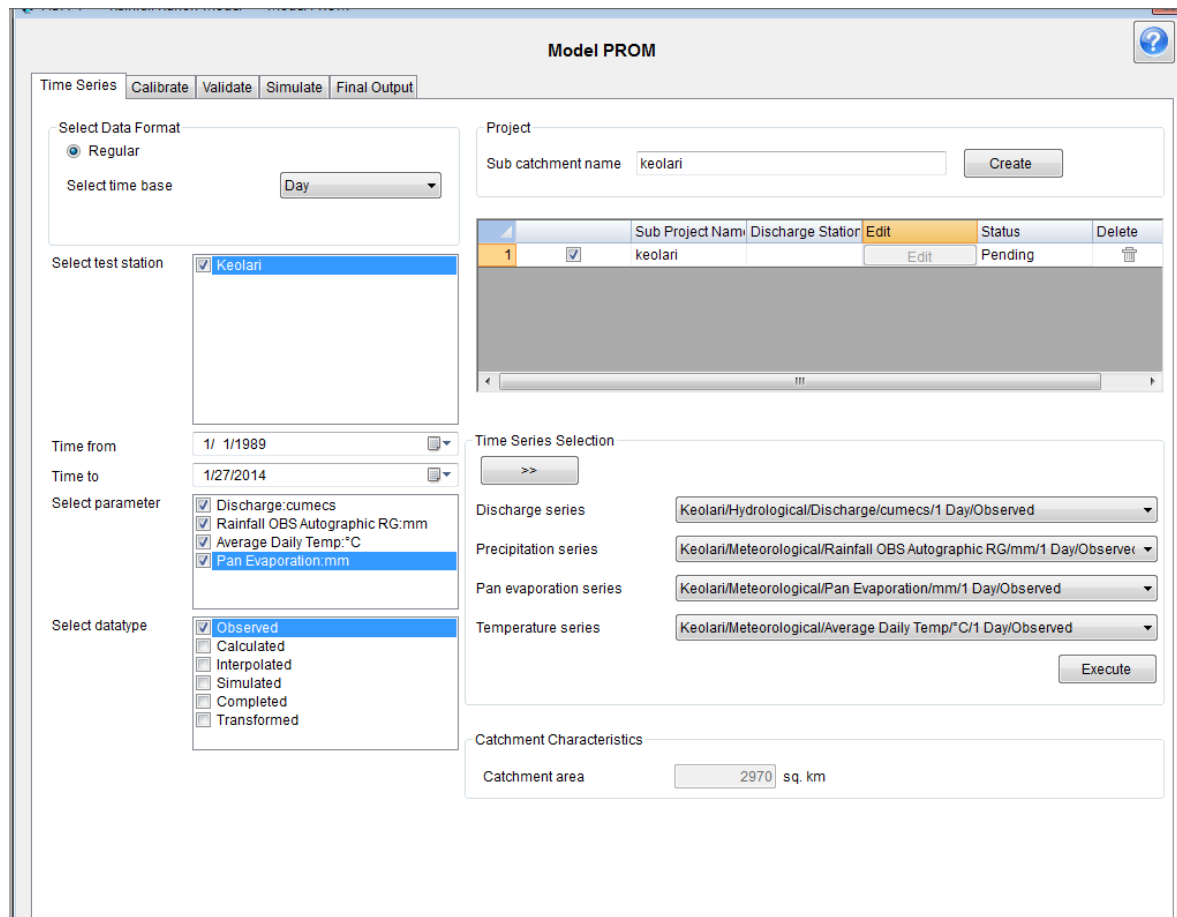 Model PROM
Time Series Calibrate Validate Simulate Final Output
Select Data Format
Regular
Select time base Day
Select test station Keolari
Time from 1/ 1/1989
Time to 1/27/2014
Select parameter Discharge:cumecs
Rainfall OBS Autographic RG:mm
Average Daily Temp:°C
Pan Evaporation:mm
Select datatype Observed
Calculated
Interpolated
Simulated
Completed
Transformed
Project
Sub catchment name keolari Create
Sub Project Name Discharge Station Edit Status Delete
1 keolari Edit Pending
Time Series Selection
>>
Discharge series Keolari/Hydrological/Discharge/cumecs/1 Day/Observed
Precipitation series Keolari/Meteorological/Rainfall OBS Autographic RG/mm/1 Day/Observed
Pan evaporation series Keolari/Meteorological/Pan Evaporation/mm/1 Day/Observed
Temperature series Keolari/Meteorological/Average Daily Temp/°C/1 Day/Observed
Execute
Catchment Characteristics
Catchment area 2970 sq. km